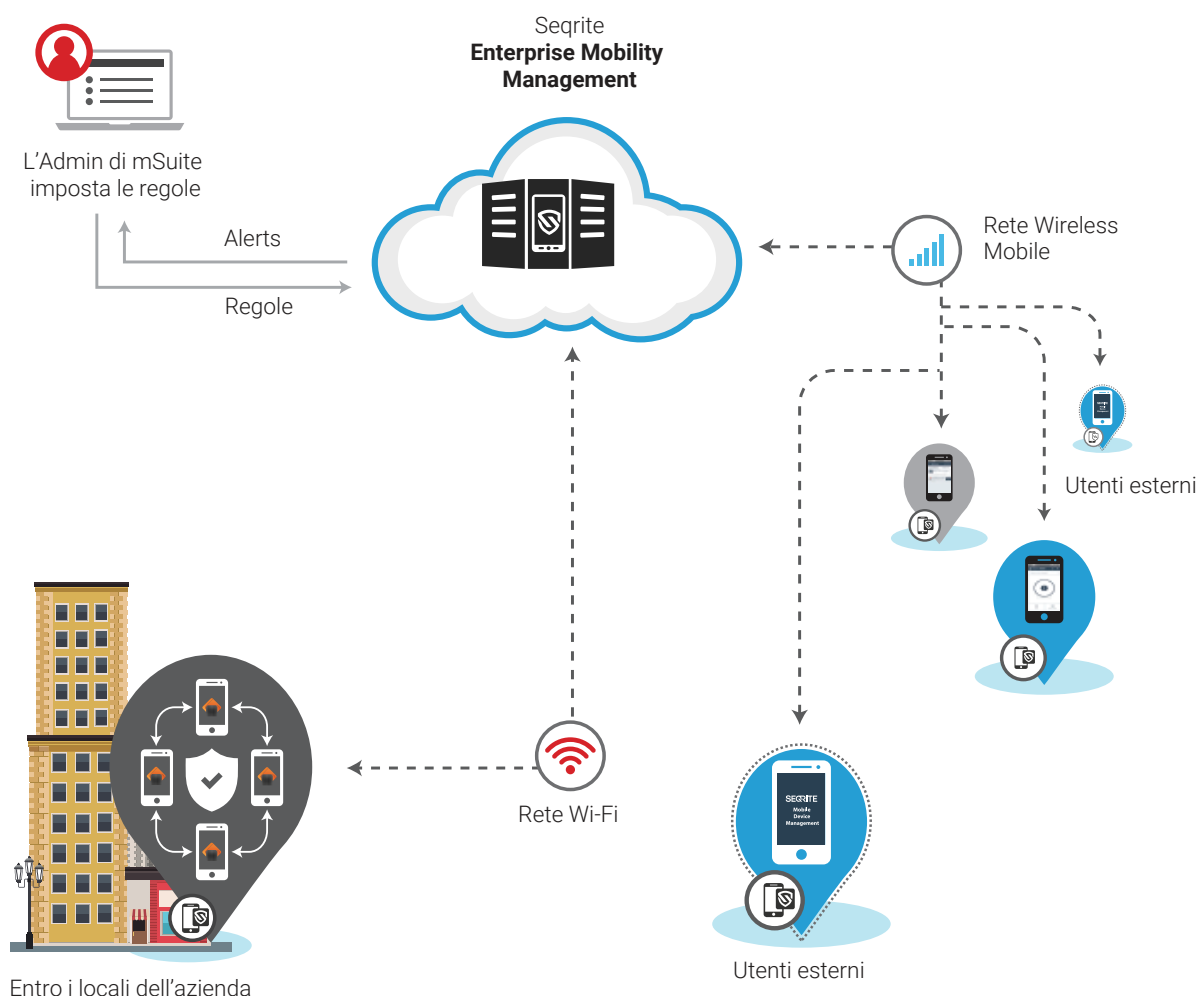 Seqrite
Enterprise Mobility
Management
L'Admin di mSuite
imposta le regole
Alerts
Regole
Rete Wireless
Mobile
Utenti esterni
Rete Wi-Fi
SEQRITE
Mobile
Device
Management
Utenti esterni
Entro i locali dell'azienda